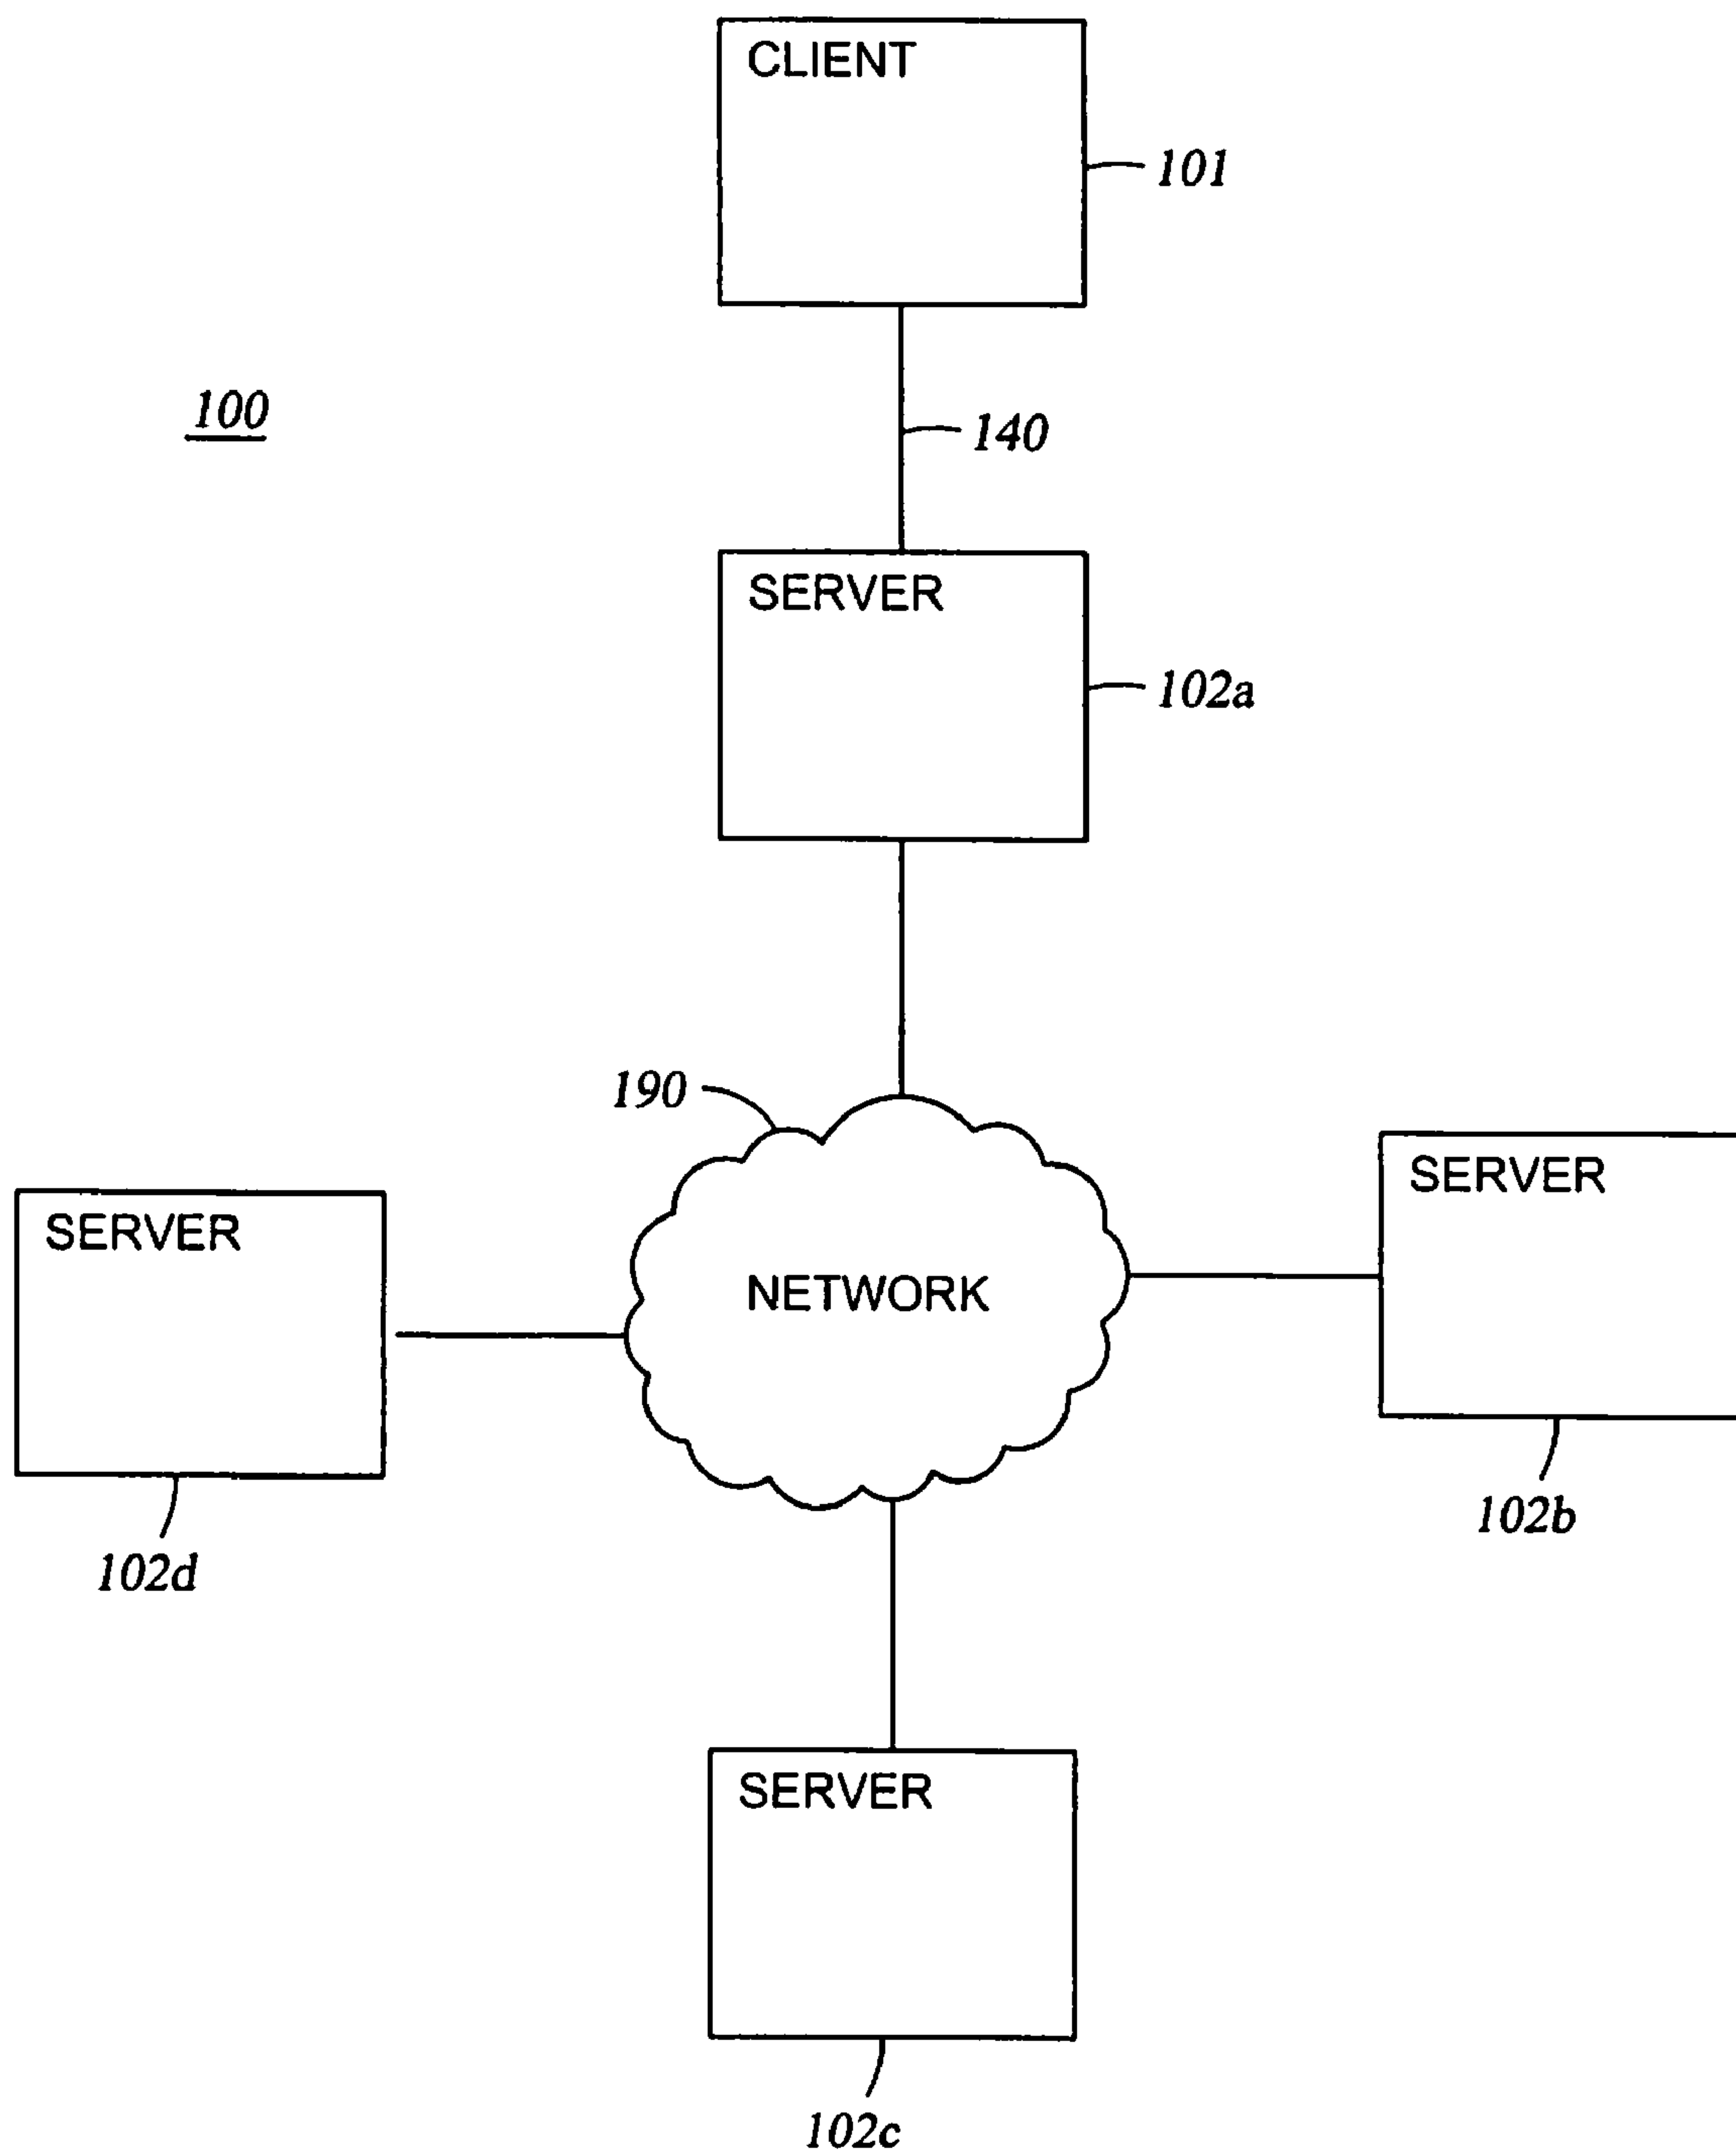 CLIENT
101
100
140
SERVER
102a
190
SERVER
SERVER
NETWORK
102b
102d
SERVER
102c